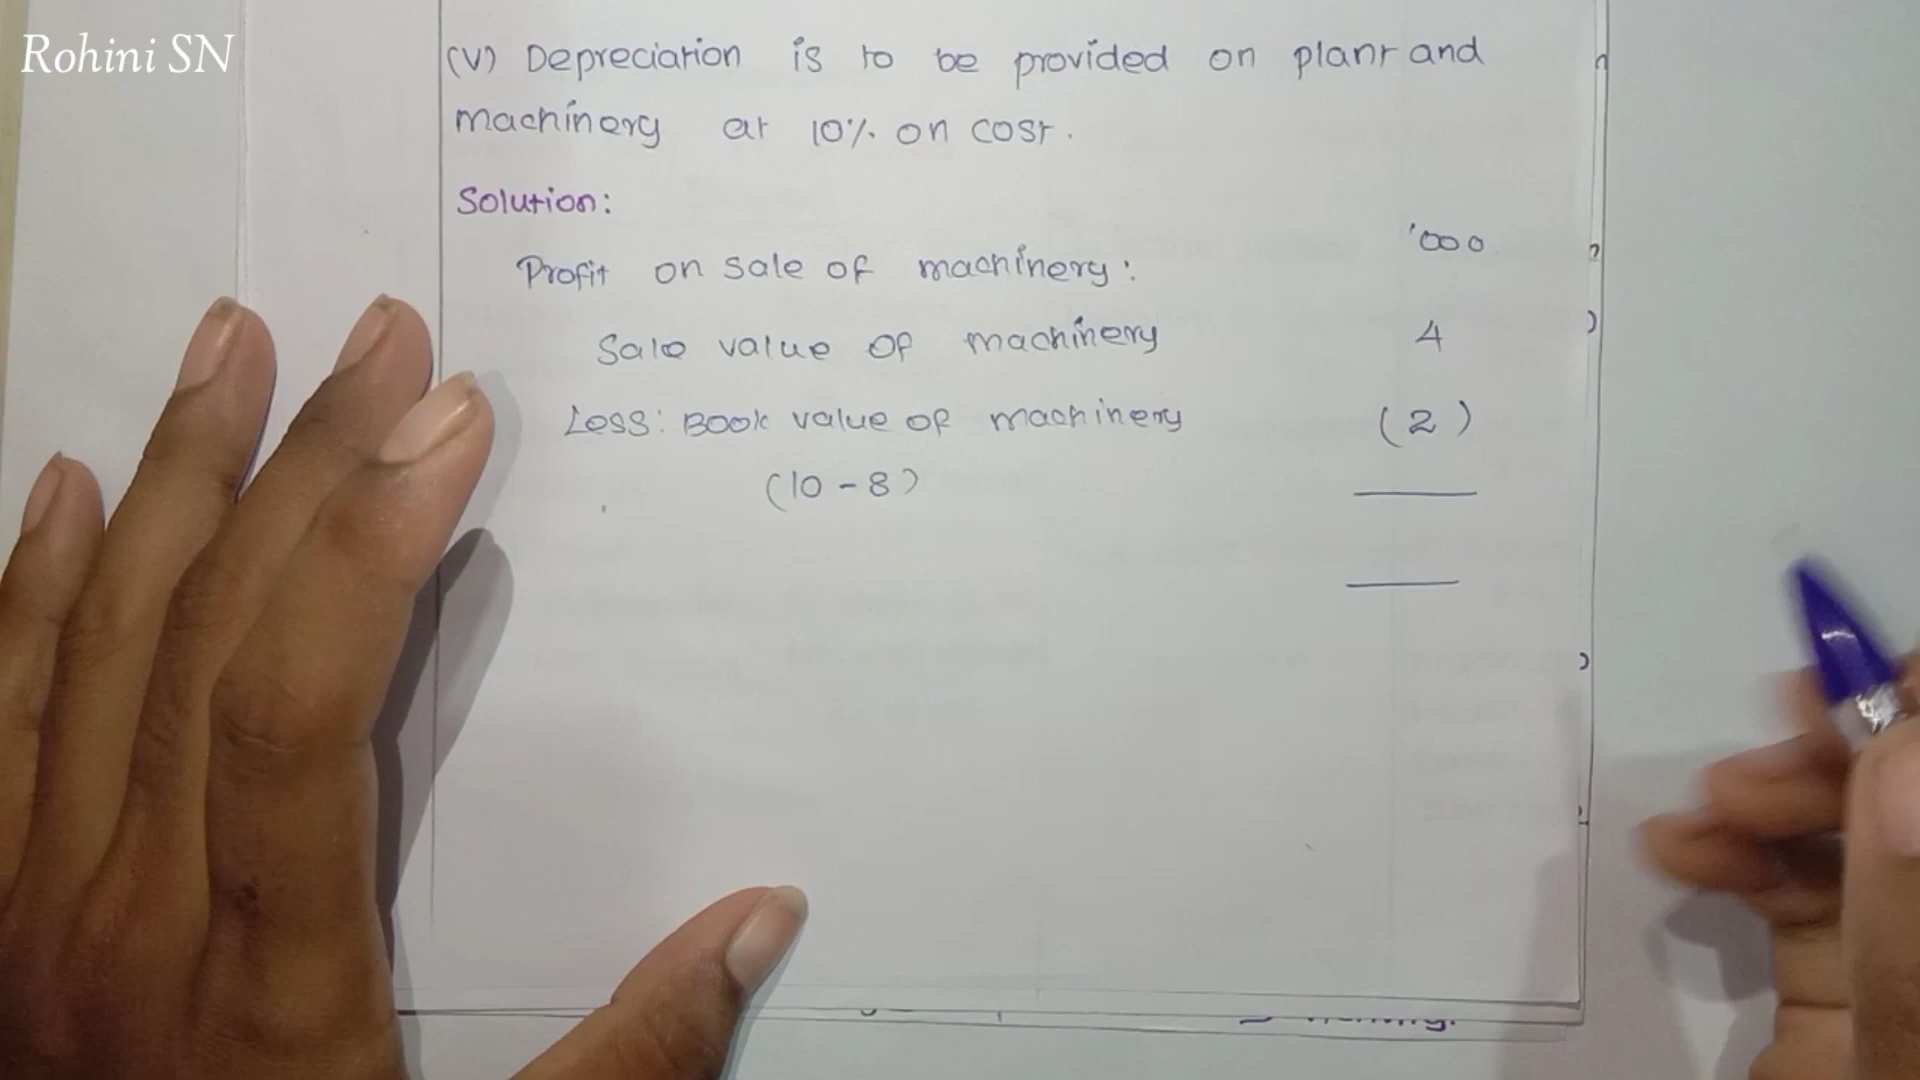 Rohini SN
(V) Depreciation is to be provided on plant and
machinery at 10% on cost.
Solution:
'000
Profit on sale of machinery:
Sale value of machinery 4
Less: Book value of machinery (2)
(10-8)